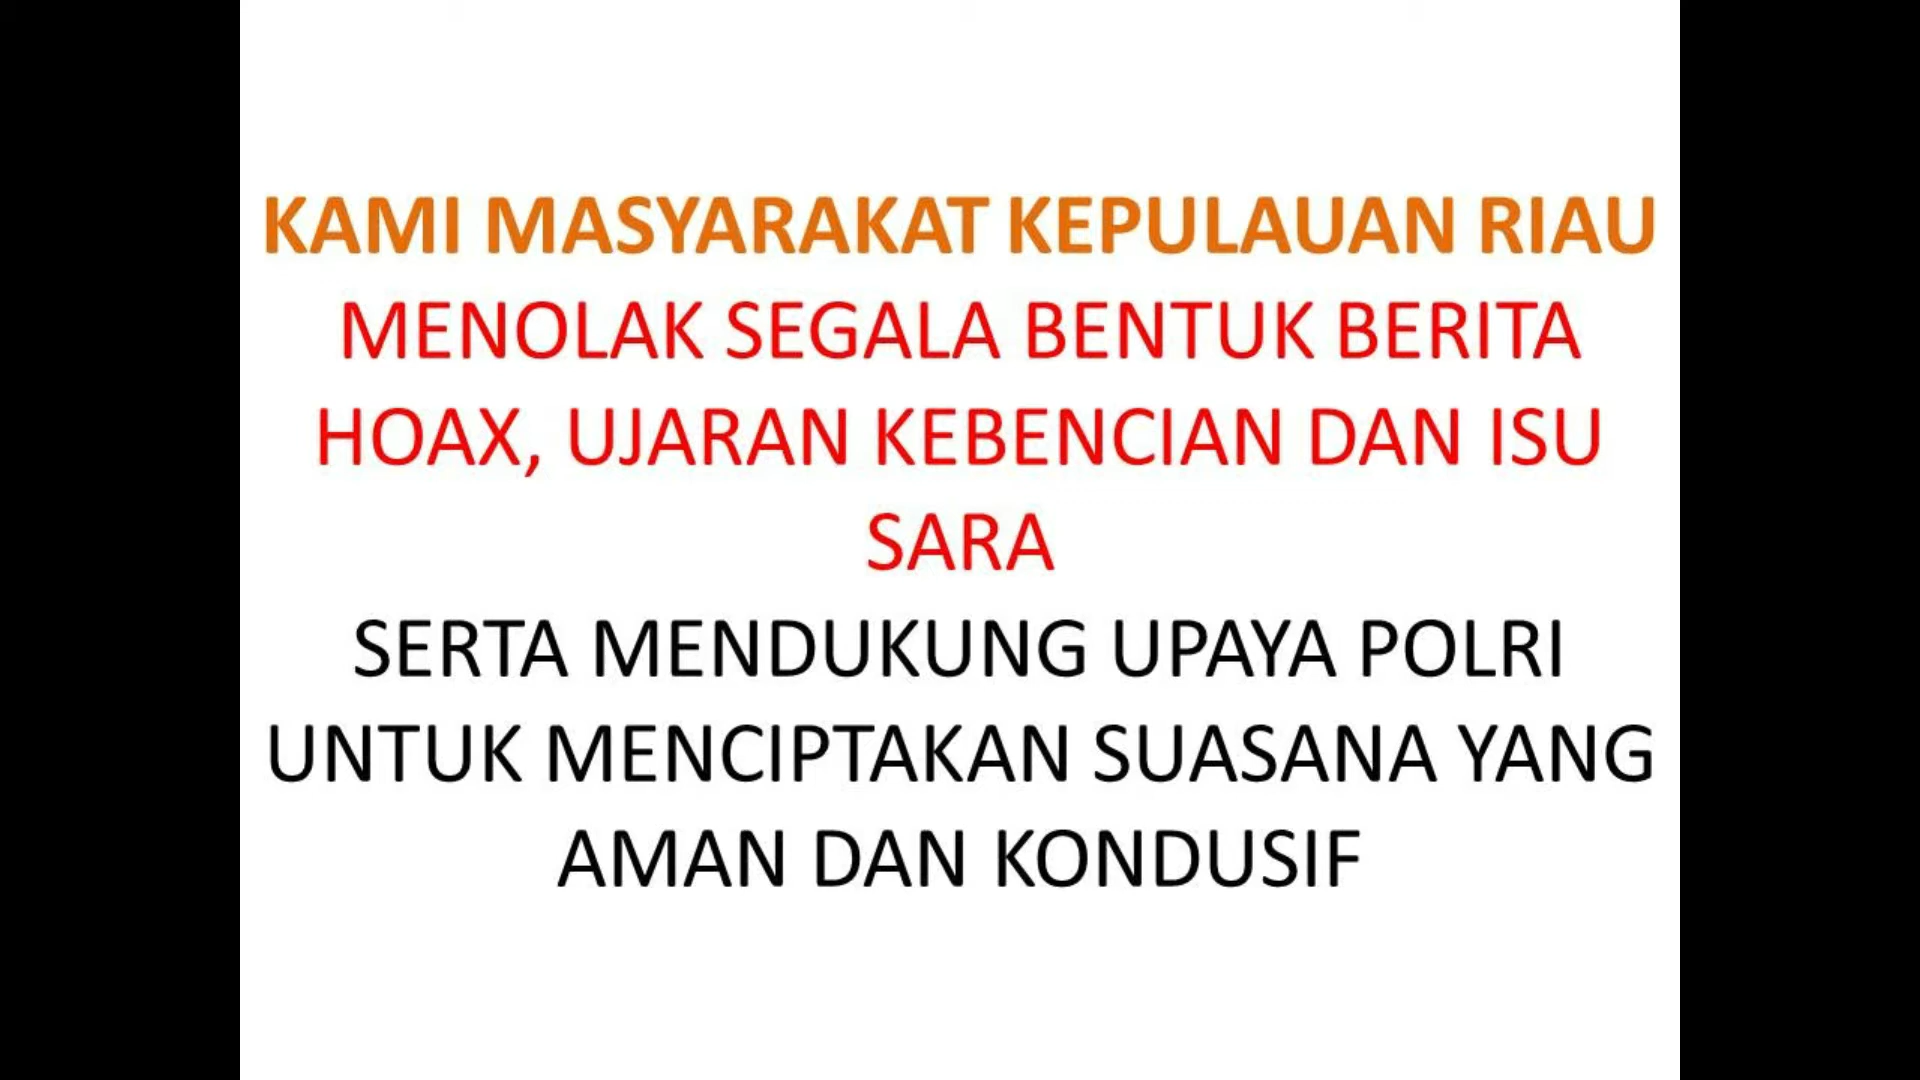 KAMI MASYARAKAT KEPULAUAN RIAU
MENOLAK SEGALA BENTUK BERITA
HOAX, UJARAN KEBENCIAN DAN ISU
SARA
SERTA MENDUKUNG UPAYA POLRI
UNTUK MENCIPTAKAN SUASANA YANG
AMAN DAN KONDUSIF